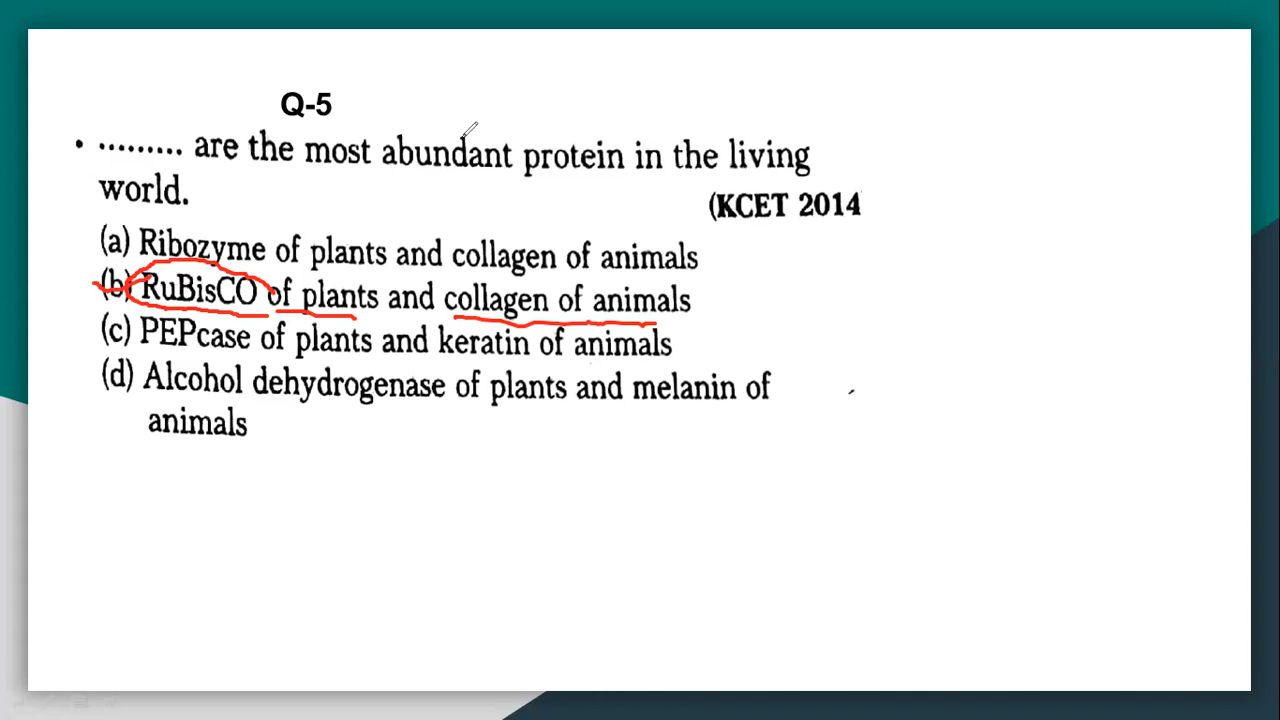 Q-5
• ......... are the most abundant protein in the living
world.
(KCET 2014
(a) Ribozyme of plants and collagen of animals
(b) RuBisCO of plants and collagen of animals
(c) PEPcase of plants and keratin of animals
(d) Alcohol dehydrogenase of plants and melanin of
animals